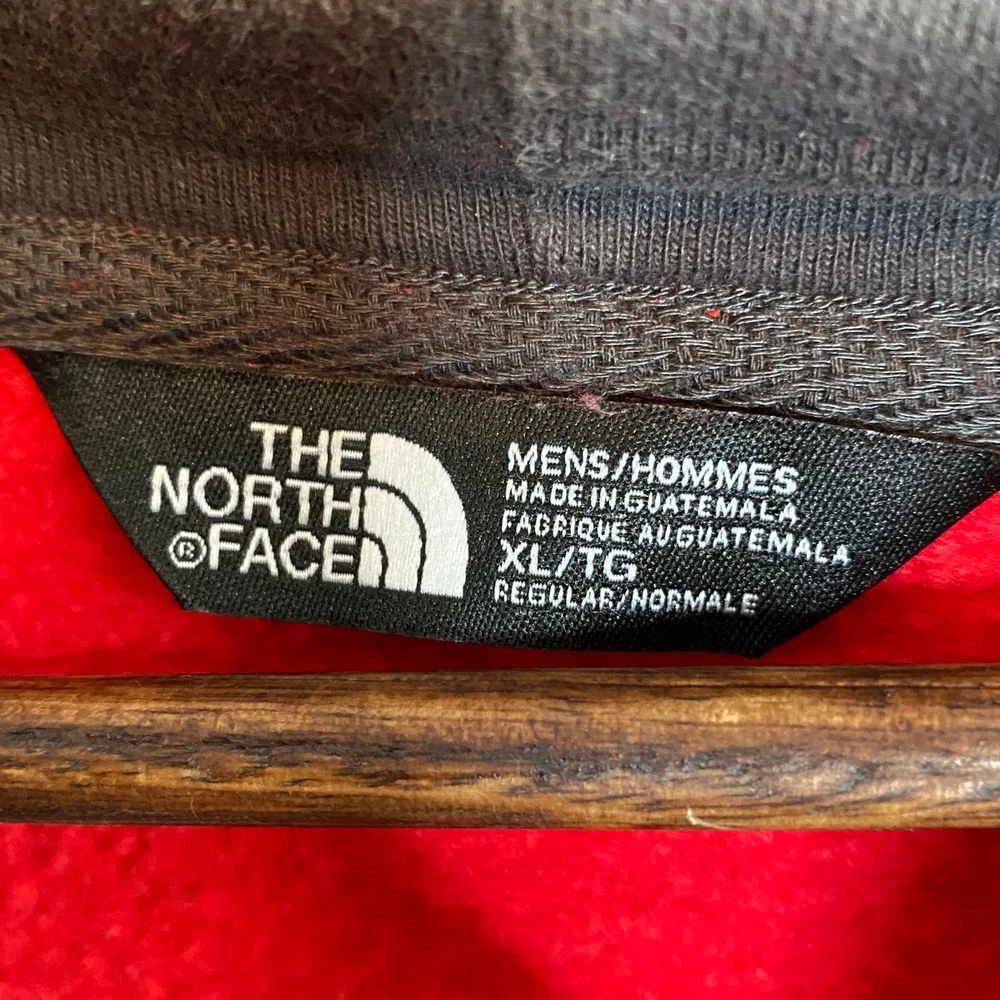 THE
NORTH
®FACE
MENS/HOMMES
MADE IN GUATEMALA
FABRIQUE AU GUATEMALA
XL/TG
REGULAR/NORMALE